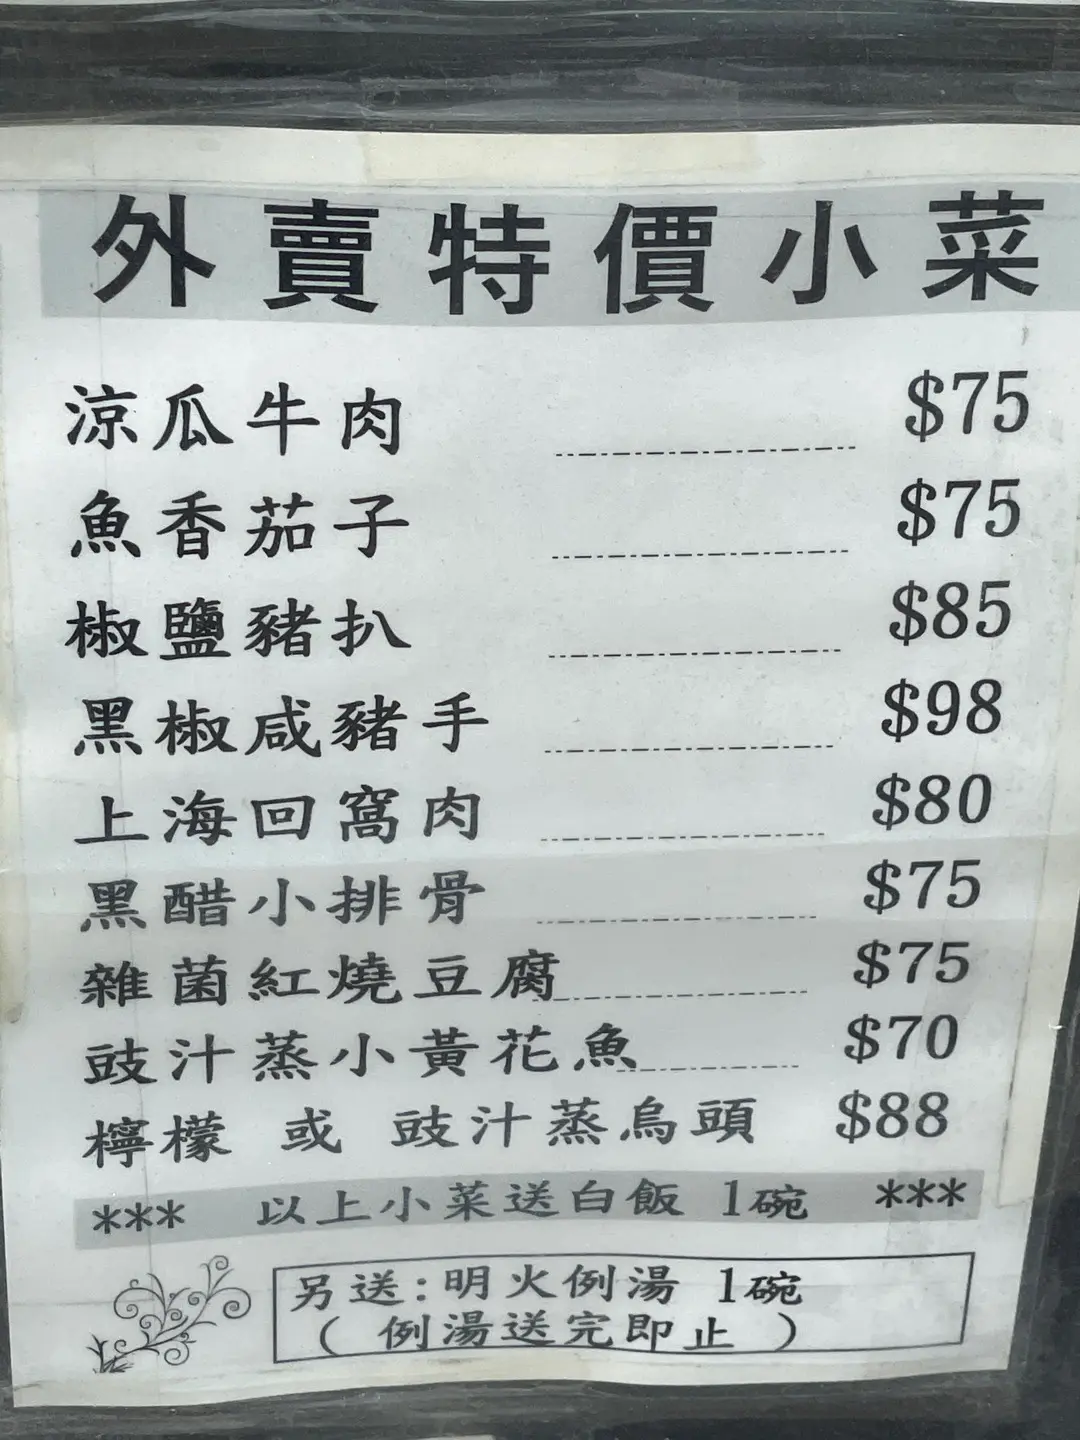 外賣特價小菜
涼瓜牛肉 $75
魚香茄子 $75
椒鹽豬扒 $85
黑椒咸豬手 $98
上海回窩肉 $80
黑醋小排骨 $75
雜菌紅燒豆腐 $75
豉汁蒸小黃花魚 $70
檸檬 或 豉汁蒸烏頭 $88
*** 以上小菜送白飯 1碗 ***
另送:明火例湯 1碗
( 例湯送完即止 )